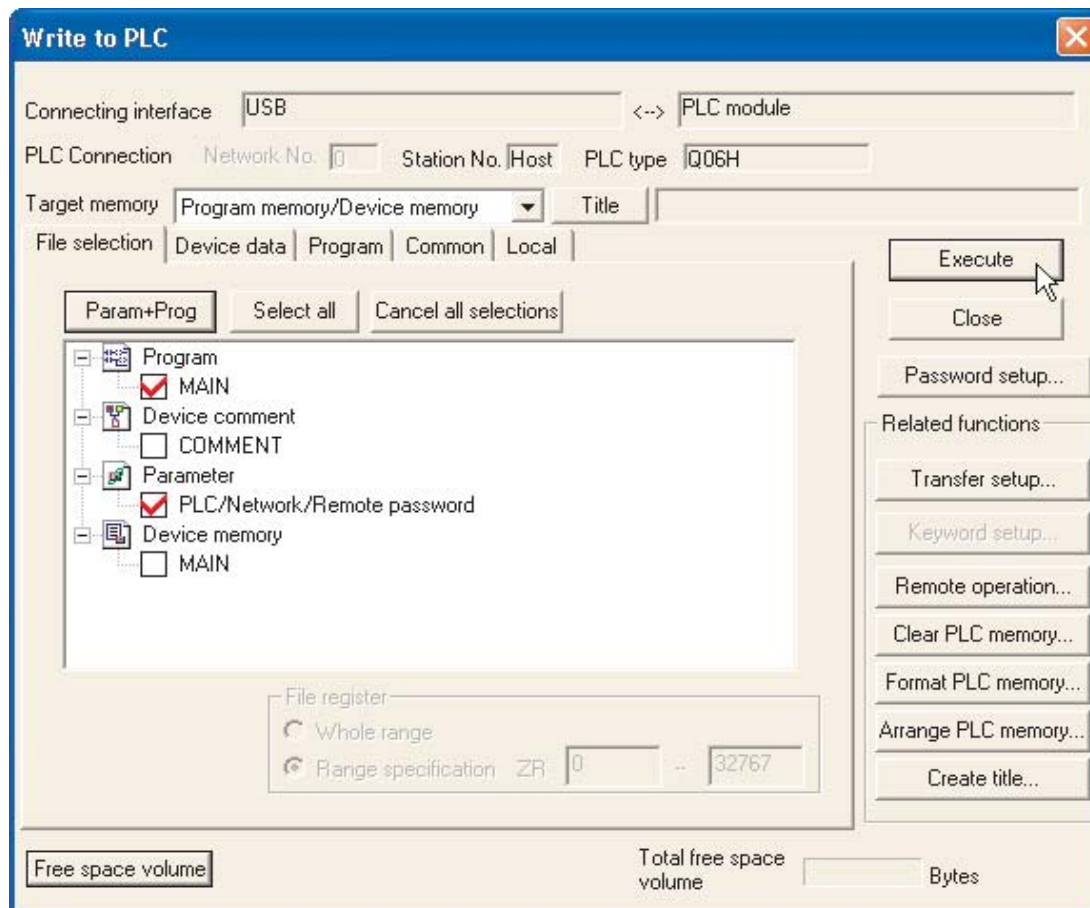 Write to PLC
Connecting interface USB <--> PLC module
PLC Connection Network No. 0 Station No. Host PLC type Q06H
Target memory Program memory/Device memory Title
File selection Device data Program Common Local
Execute
Param+Prog Select all Cancel all selections
Close
Program
MAIN
Password setup...
Device comment
Related functions
COMMENT
Parameter
Transfer setup...
PLC/Network/Remote password
Device memory
Keyword setup...
MAIN
Remote operation...
Clear PLC memory...
Format PLC memory...
File register
Whole range
Arrange PLC memory...
Range specification ZR 0 -- 32767
Create title...
Free space volume
Total free space
volume Bytes